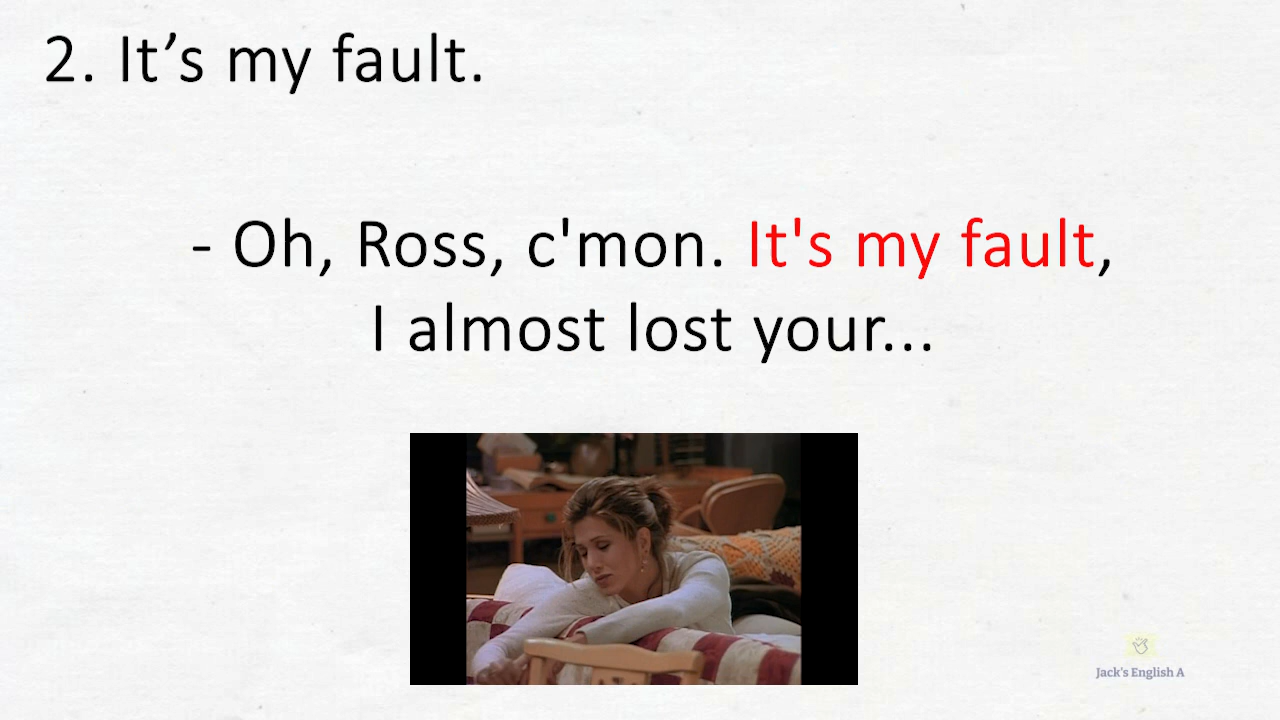 2. It’s my fault.
- Oh, Ross, c'mon. It's my fault,
I almost lost your...
Jack's English A